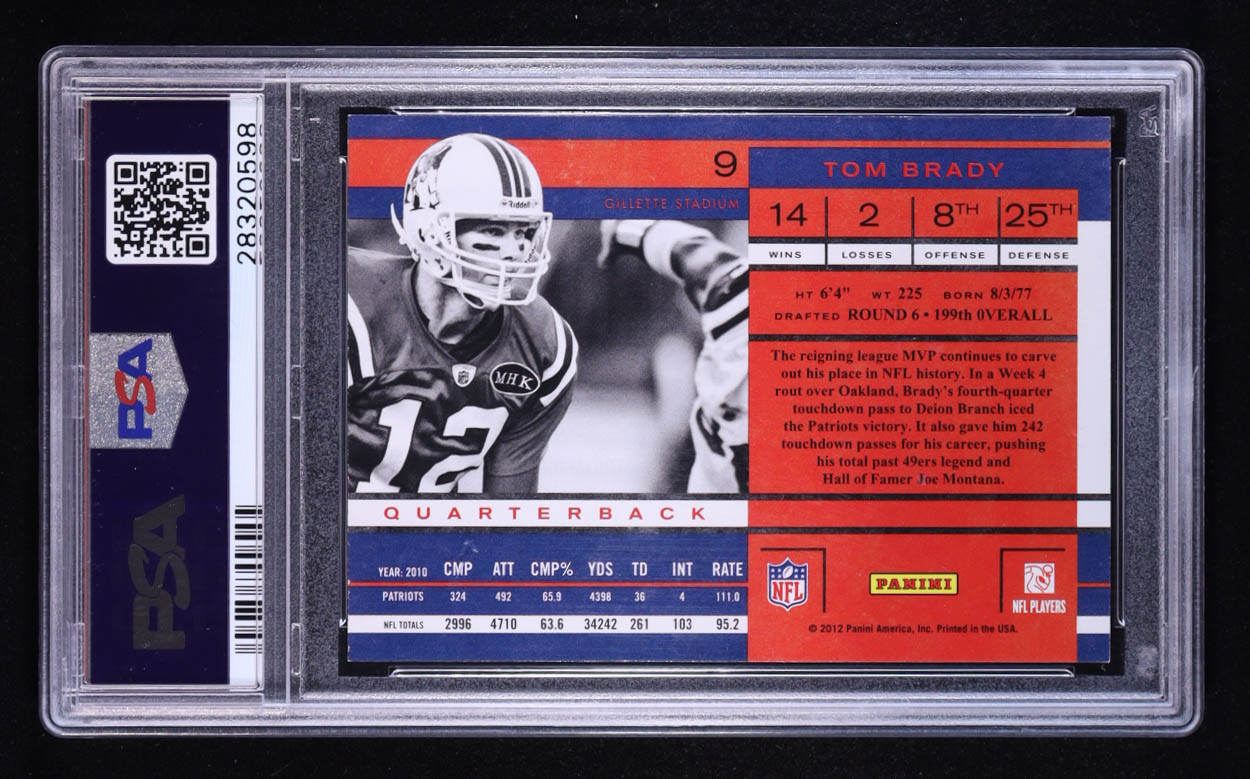 28320598
PSA
PSA
9
GILLETTE STADIUM
Riddell
MHK
12
QUARTERBACK
TOM BRADY
14 2 8TH 25TH
WINS LOSSES OFFENSE DEFENSE
HT 6'4" WT 225 BORN 8/3/77
DRAFTED ROUND 6 • 199th 0VERALL
The reigning league MVP continues to carve
out his place in NFL history. In a Week 4
rout over Oakland, Brady's fourth-quarter
touchdown pass to Deion Branch iced
the Patriots victory. It also gave him 242
touchdown passes for his career, pushing
his total past 49ers legend and
Hall of Famer Joe Montana.
YEAR: 2010 CMP ATT CMP% YDS TD INT RATE
PATRIOTS 324 492 65.9 4398 36 4 111.0
NFL TOTALS 2996 4710 63.6 34242 261 103 95.2
NFL
PANINI
NFL PLAYERS
© 2012 Panini America, Inc. Printed in the USA.